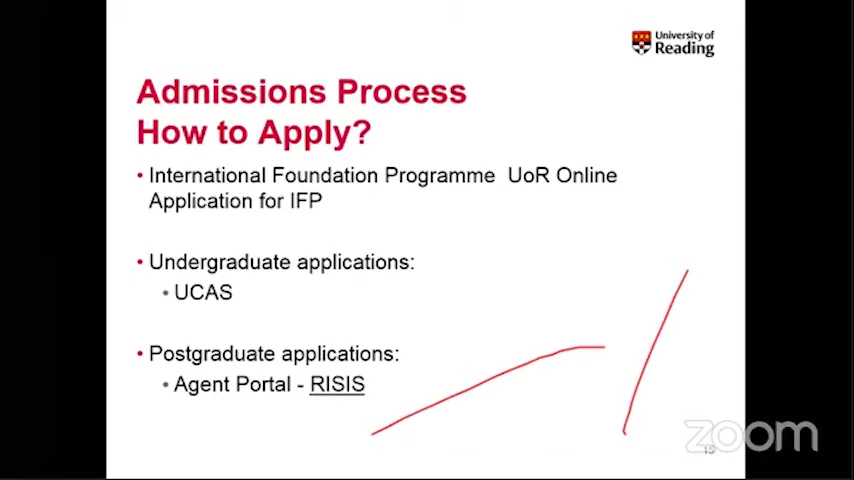 University of
Reading
Admissions Process
How to Apply?
• International Foundation Programme UoR Online
Application for IFP
• Undergraduate applications:
• UCAS
• Postgraduate applications:
• Agent Portal - RISIS
zoom